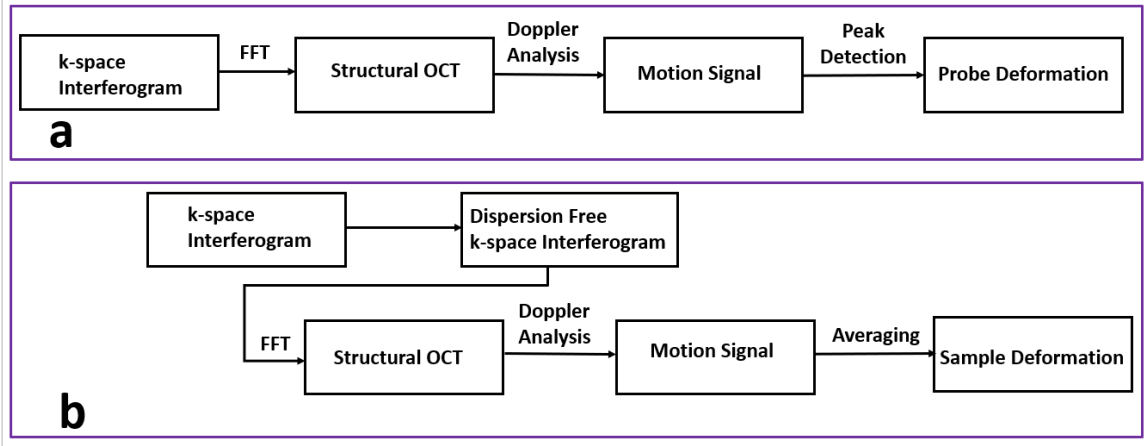 k-space
Interferogram
FFT
Structural OCT
Doppler
Analysis
Motion Signal
Peak
Detection
Probe Deformation
a
k-space
Interferogram
Dispersion Free
k-space Interferogram
FFT
Structural OCT
Doppler
Analysis
Motion Signal
Averaging
Sample Deformation
b